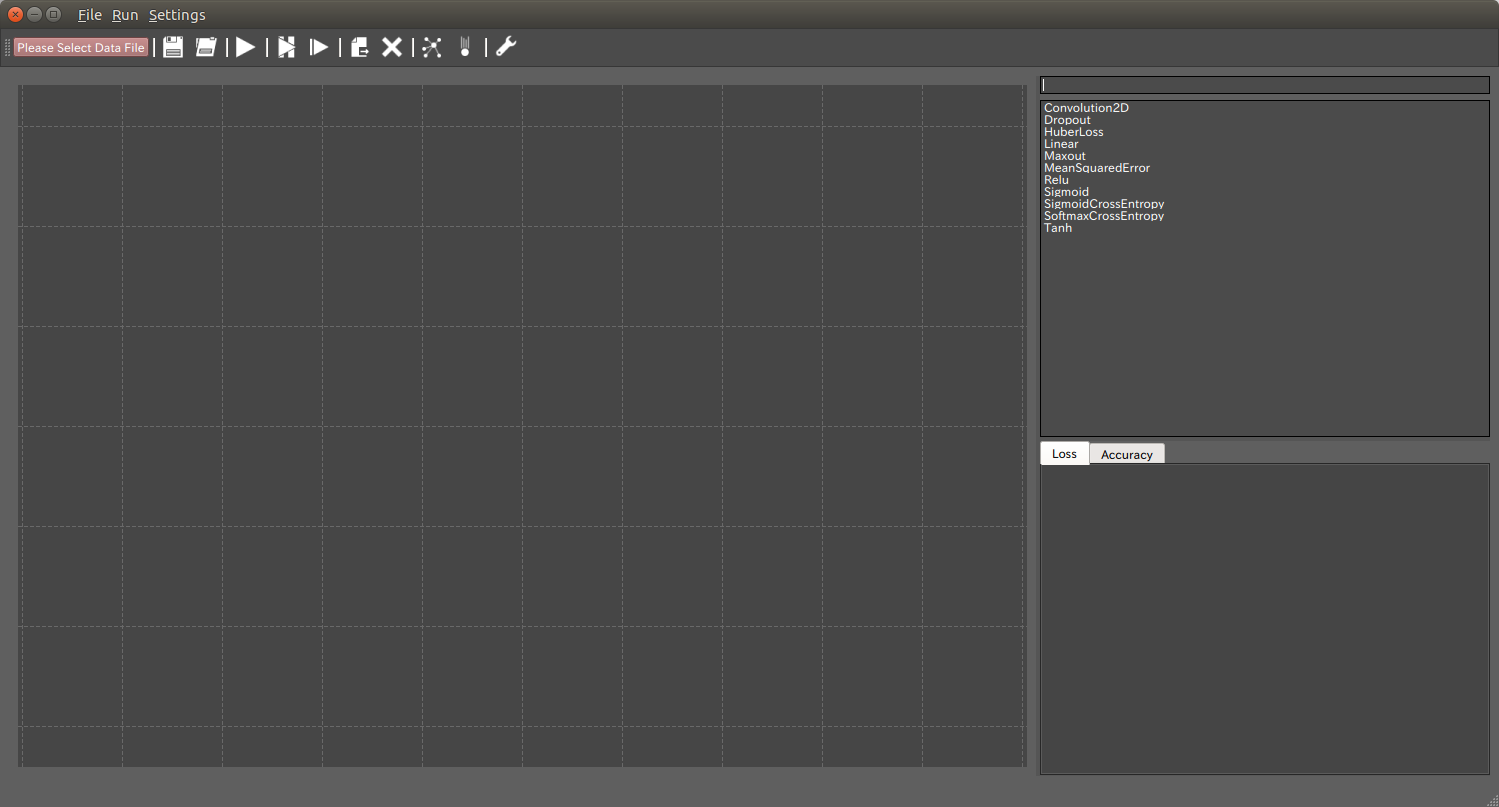 File Run Settings
Please Select Data File
Convolution2D
Dropout
HuberLoss
Linear
Maxout
MeanSquaredError
Relu
Sigmoid
SigmoidCrossEntropy
SoftmaxCrossEntropy
Tanh
Loss Accuracy